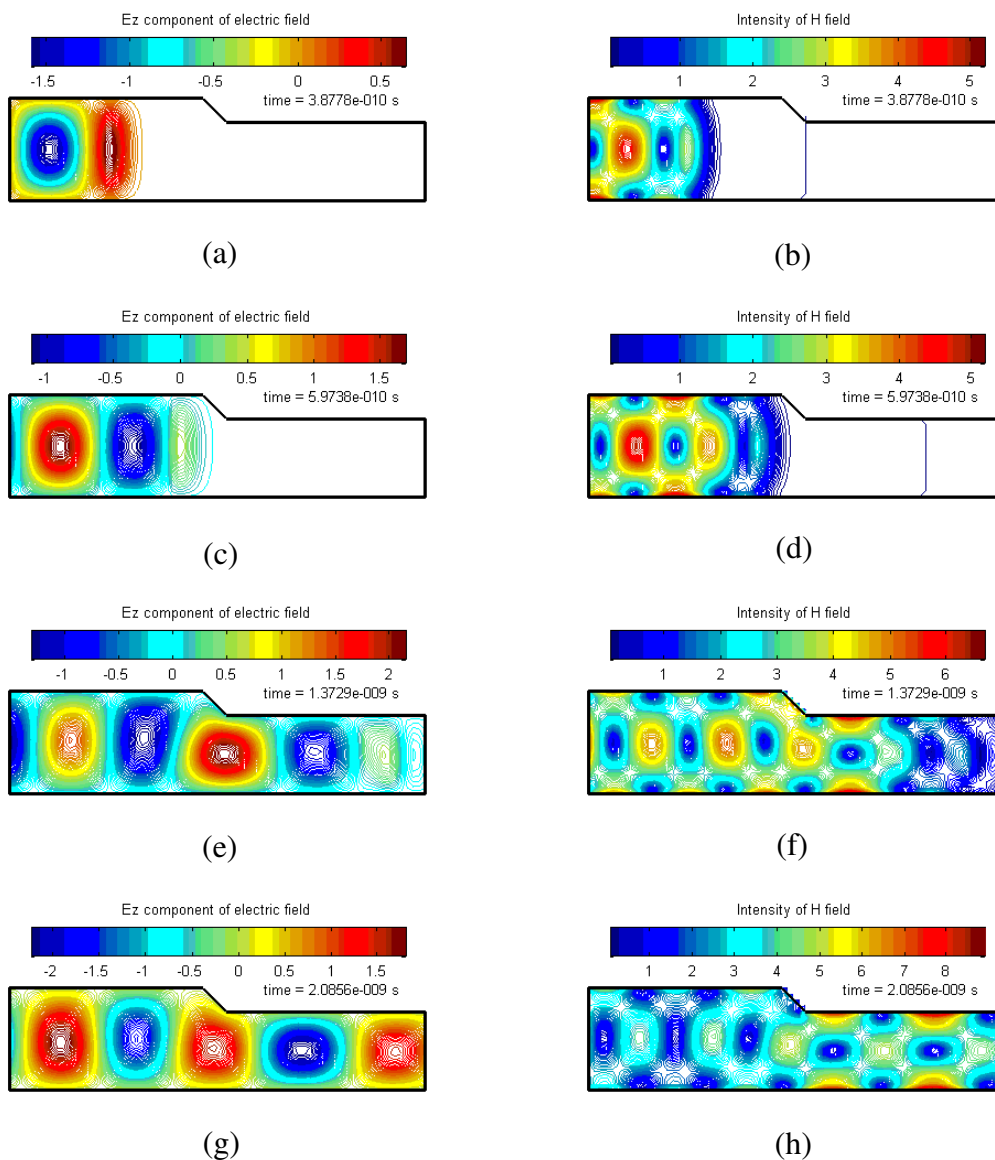 Ez component of electric field
-1.5 -1 -0.5 0 0.5
time = 3.8778e-010 s
(a)
Intensity of H field
1 2 3 4 5
time = 3.8778e-010 s
(b)
Ez component of electric field
-1 -0.5 0 0.5 1 1.5
time = 5.9738e-010 s
(c)
Intensity of H field
1 2 3 4 5
time = 5.9738e-010 s
(d)
Ez component of electric field
-1 -0.5 0 0.5 1 1.5 2
time = 1.3729e-009 s
(e)
Intensity of H field
1 2 3 4 5 6
time = 1.3729e-009 s
(f)
Ez component of electric field
-2 -1.5 -1 -0.5 0 0.5 1 1.5
time = 2.0856e-009 s
(g)
Intensity of H field
1 2 3 4 5 6 7 8
time = 2.0856e-009 s
(h)